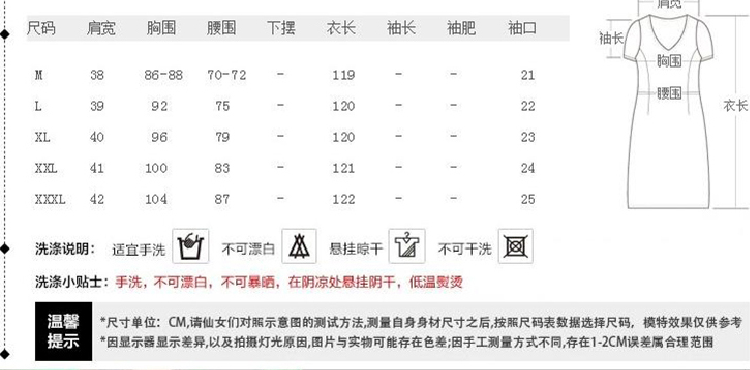 尺码 肩宽 胸围 腰围 下摆 衣长 袖长 袖肥 袖口
M 38 86-88 70-72 - 119 - - 21
L 39 92 75 - 120 - - 22
XL 40 96 79 - 120 - - 23
XXL 41 100 83 - 121 - - 24
XXXL 42 104 87 - 122 - - 25
肩宽
袖长
胸围
腰围
衣长
洗涤说明: 适宜手洗 不可漂白 悬挂晾干 不可干洗
洗涤小贴士: 手洗，不可漂白，不可暴晒，在阴凉处悬挂阴干，低温熨烫
温馨
提示
*尺寸单位: CM,请仙女们对照示意图的测试方法,测量自身身材尺寸之后,按照尺码表数据选择尺码，模特效果仅供参考
*因显示器显示差异,以及拍摄灯光原因,图片与实物可能存在色差;因手工测量方式不同,存在1-2CM误差属合理范围